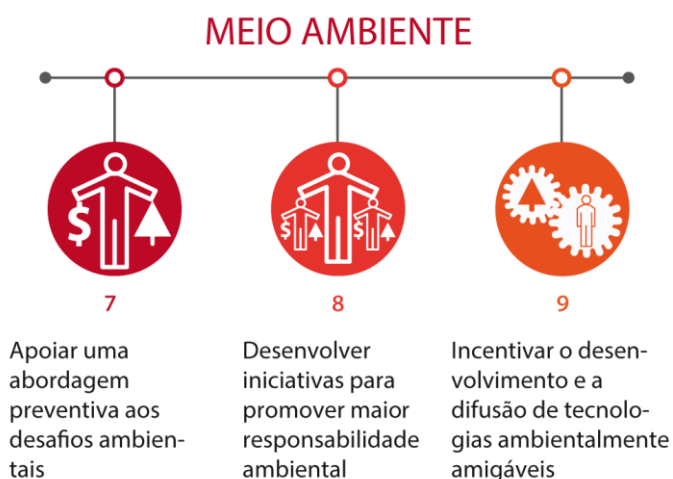 MEIO AMBIENTE
7
Apoiar uma
abordagem
preventiva aos
desafios ambien-
tais
8
Desenvolver
iniciativas para
promover maior
responsabilidade
ambiental
9
Incentivar o desen-
volvimento e a
difusão de tecnolo-
gias ambientalmente
amigáveis